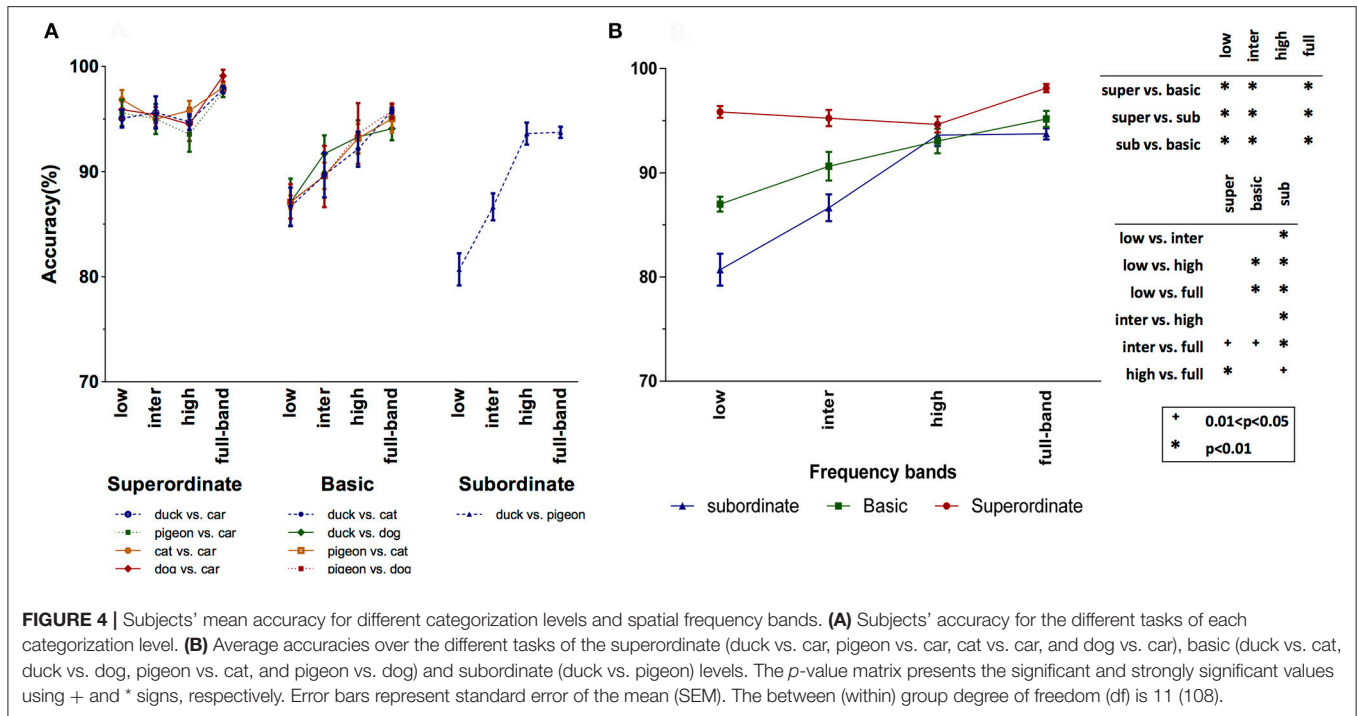 A
100
90
80
70
Accuracy(%)
low
inter
high
full-band
low
inter
high
full-band
low
inter
high
full-band
Superordinate
Basic
Subordinate
duck vs. car
pigeon vs. car
cat vs. car
dog vs. car
duck vs. cat
duck vs. dog
pigeon vs. cat
pigeon vs. dog
duck vs. pigeon
B
100
90
80
70
low
inter
high
full-band
Frequency bands
subordinate
Basic
Superordinate
low inter high full
super vs. basic * * *
super vs. sub * * *
sub vs. basic * * *
super basic sub
low vs. inter *
low vs. high * *
low vs. full * *
inter vs. high *
inter vs. full + + *
high vs. full * +
+ 0.01<p<0.05
* p<0.01
FIGURE 4 | Subjects' mean accuracy for different categorization levels and spatial frequency bands. (A) Subjects' accuracy for the different tasks of each
categorization level. (B) Average accuracies over the different tasks of the superordinate (duck vs. car, pigeon vs. car, cat vs. car, and dog vs. car), basic (duck vs. cat,
duck vs. dog, pigeon vs. cat, and pigeon vs. dog) and subordinate (duck vs. pigeon) levels. The p-value matrix presents the significant and strongly significant values
using + and * signs, respectively. Error bars represent standard error of the mean (SEM). The between (within) group degree of freedom (df) is 11 (108).